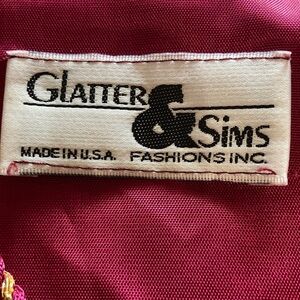 GLATTER
& SIMS
MADE IN U.S.A. FASHIONS INC.